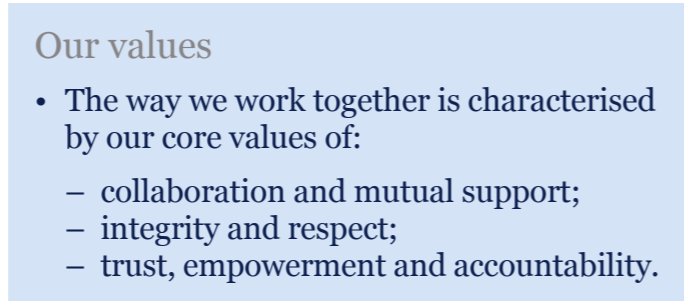 Our values
• The way we work together is characterised
by our core values of:
– collaboration and mutual support;
– integrity and respect;
– trust, empowerment and accountability.